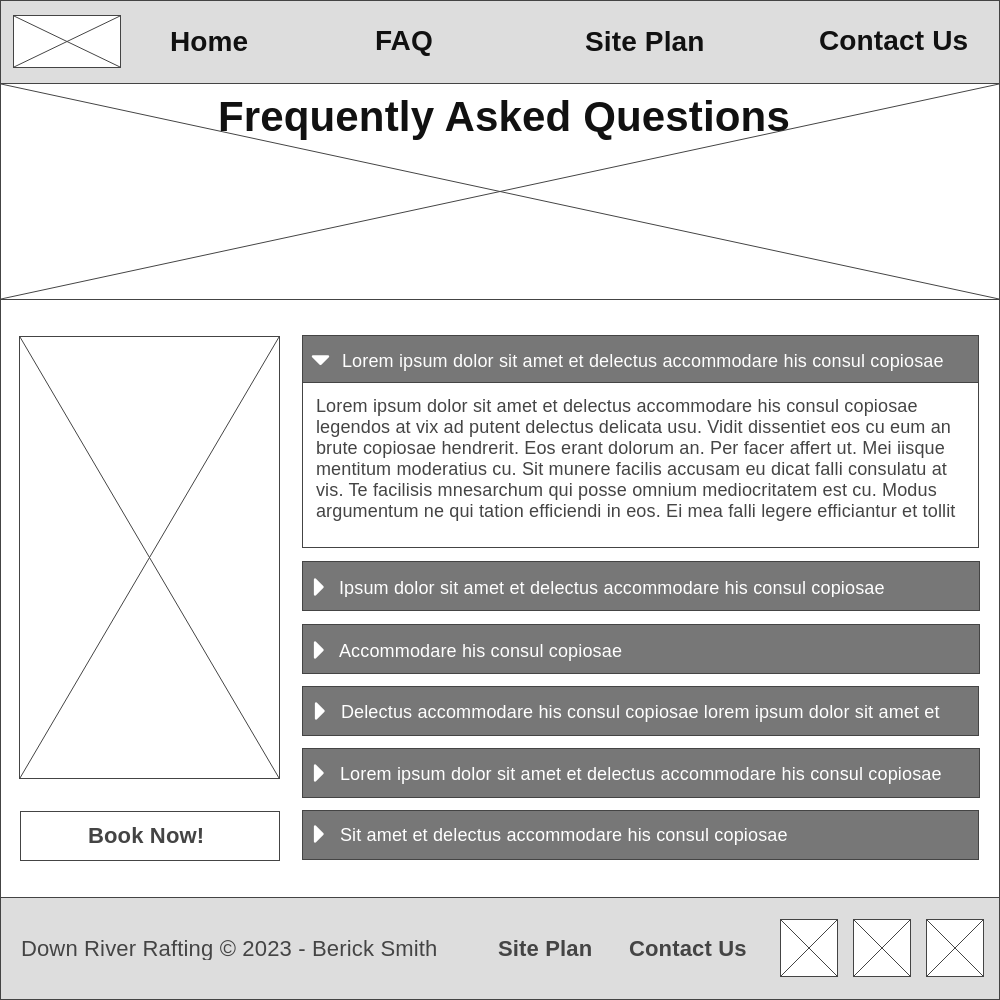 Home
FAQ
Site Plan
Contact Us
Frequently Asked Questions
Lorem ipsum dolor sit amet et delectus accommodare his consul copiosae
Lorem ipsum dolor sit amet et delectus accommodare his consul copiosae
legendos at vix ad putent delectus delicata usu. Vidit dissentiet eos cu eum an
brute copiosae hendrerit. Eos erant dolorum an. Per facer affert ut. Mei iisque
mentitum moderatius cu. Sit munere facilis accusam eu dicat falli consulatu at
vis. Te facilisis mnesarchum qui posse omnium mediocritatem est cu. Modus
argumentum ne qui tation efficiendi in eos. Ei mea falli legere efficiantur et tollit
Ipsum dolor sit amet et delectus accommodare his consul copiosae
Accommodare his consul copiosae
Delectus accommodare his consul copiosae lorem ipsum dolor sit amet et
Lorem ipsum dolor sit amet et delectus accommodare his consul copiosae
Sit amet et delectus accommodare his consul copiosae
Book Now!
Down River Rafting © 2023 - Berick Smith
Site Plan
Contact Us